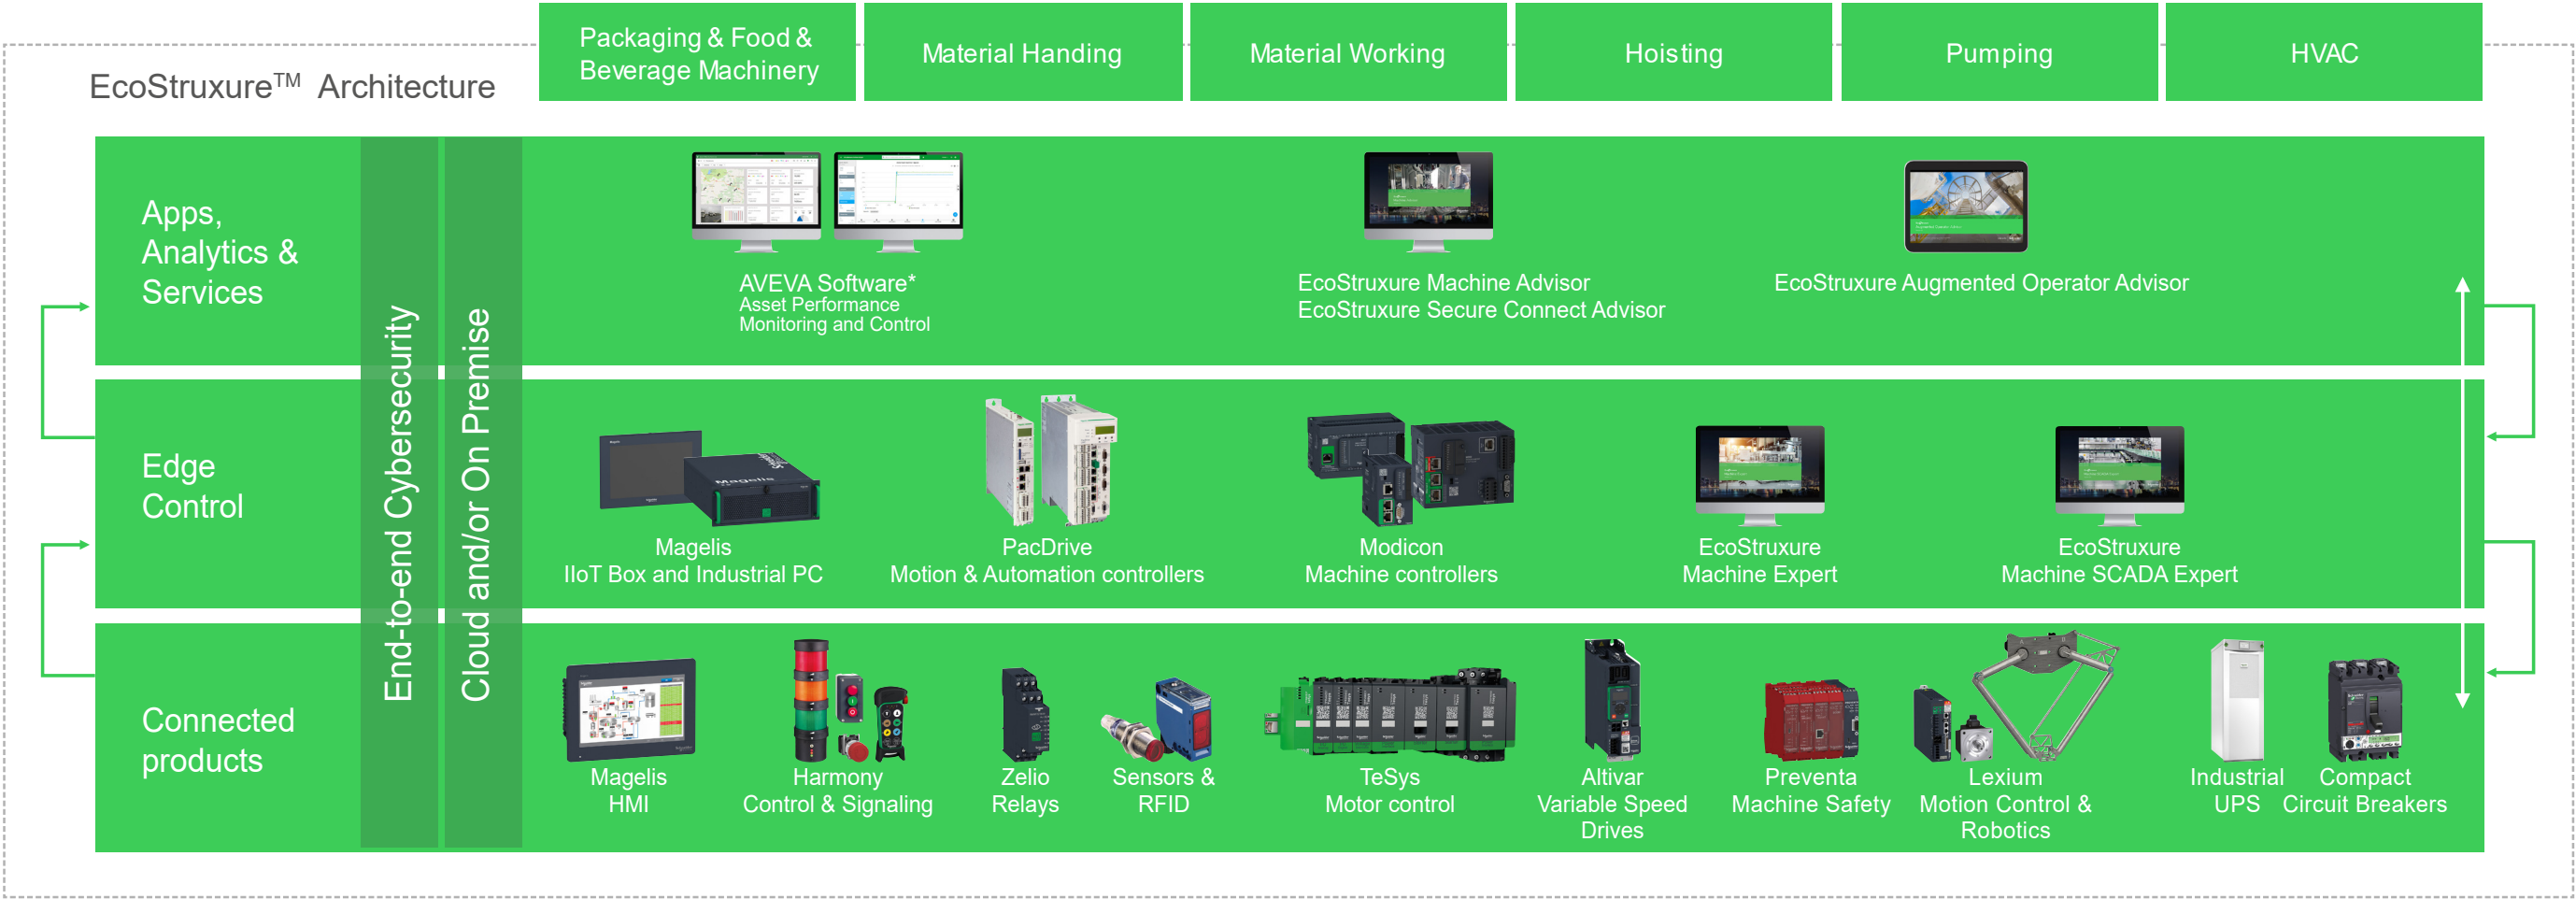 Packaging & Food &
Beverage Machinery
Material Handing
Material Working
Hoisting
Pumping
HVAC
EcoStruxure™ Architecture
Apps,
Analytics &
Services
End-to-end Cybersecurity
Cloud and/or On Premise
AVEVA Software*
Asset Performance
Monitoring and Control
EcoStruxure Machine Advisor
EcoStruxure Secure Connect Advisor
EcoStruxure Augmented Operator Advisor
Edge
Control
Magelis
Magelis
IIoT Box and Industrial PC
PacDrive
Motion & Automation controllers
Modicon
Machine controllers
EcoStruxure
Machine Expert
EcoStruxure
Machine SCADA Expert
Connected
products
Magelis
HMI
Harmony
Control & Signaling
Zelio
Relays
Sensors &
RFID
TeSys
Motor control
Altivar
Variable Speed
Drives
Preventa
Machine Safety
Lexium
Motion Control &
Robotics
Industrial
UPS
Compact
Circuit Breakers